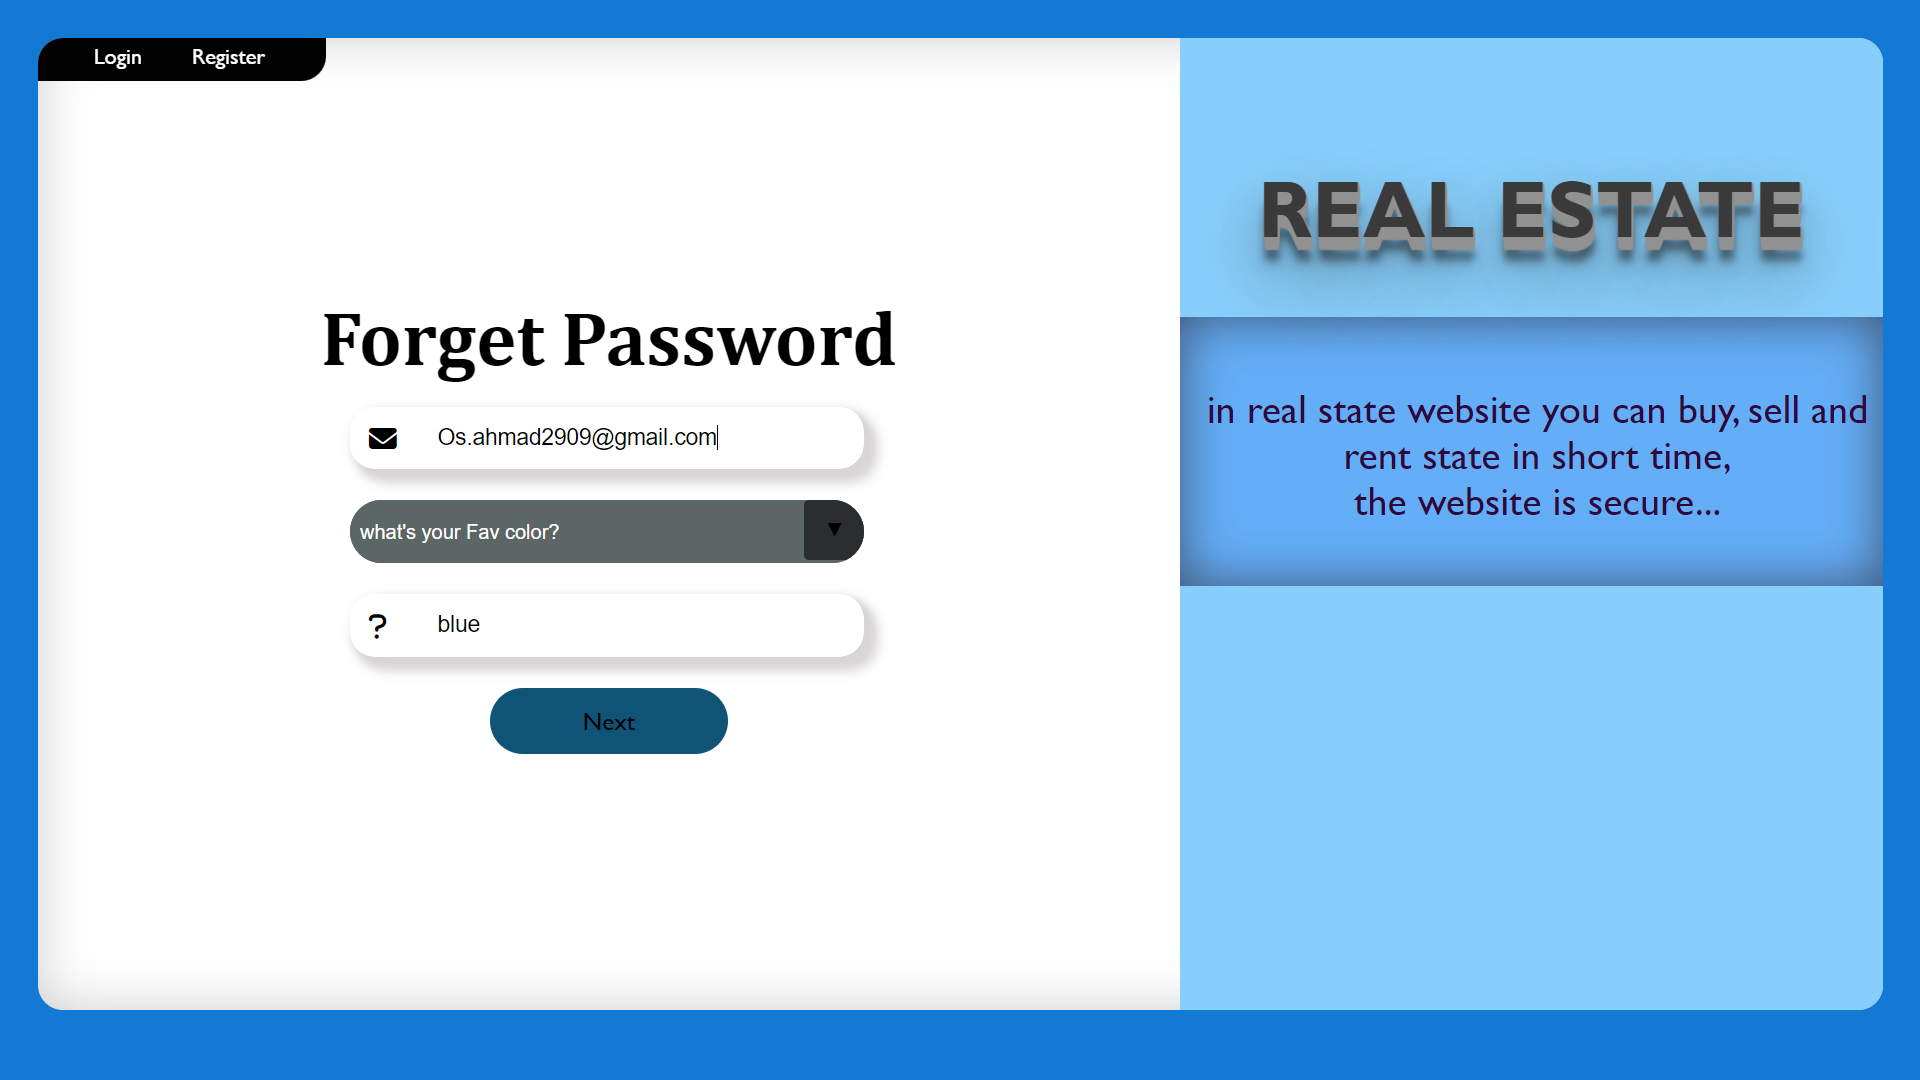 Login Register
Forget Password
Os.ahmad2909@gmail.com
what's your Fav color?
? blue
Next
REAL ESTATE
in real state website you can buy, sell and
rent state in short time,
the website is secure...